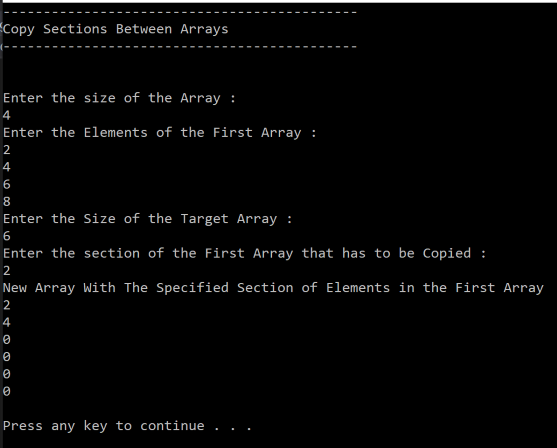 --------------------------------------------
Copy Sections Between Arrays
--------------------------------------------
Enter the size of the Array :
4
Enter the Elements of the First Array :
2
4
6
8
Enter the Size of the Target Array :
6
Enter the section of the First Array that has to be Copied :
2
New Array With The Specified Section of Elements in the First Array
2
4
0
0
0
0
Press any key to continue . . .